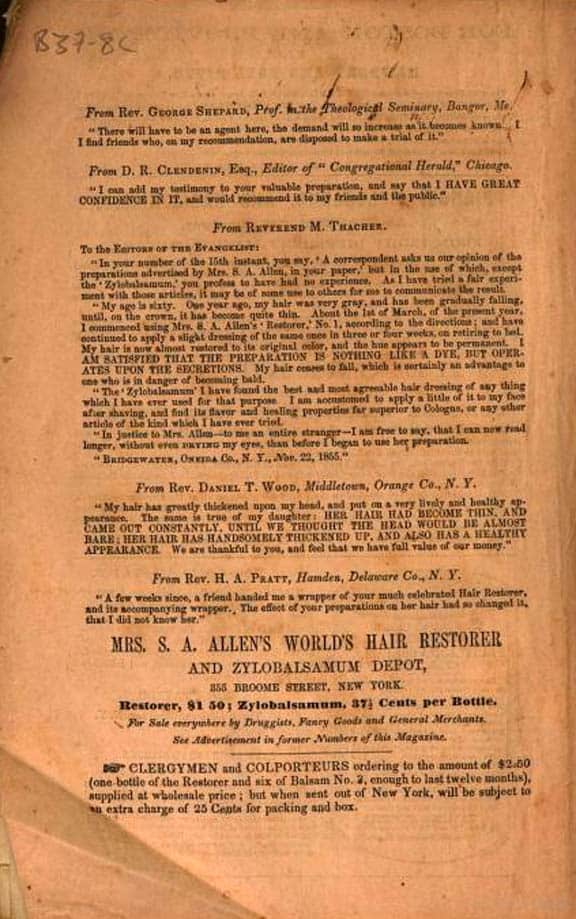 B37-8C
From Rev. George Shepard, Prof. in the Theological Seminary, Bangor, Me.
"There will have to be an agent here, the demand will so increase as it becomes known. I
I find friends who, on my recommendation, are disposed to make a trial of it."
From D. R. Clendenin, Esq., Editor of "Congregational Herald," Chicago.
"I can add my testimony to your valuable preparation, and say that I HAVE GREAT
CONFIDENCE IN IT, and would recommend it to my friends and the public."
From Reverend M. Thacher.
To the Editors of the Evangelist:
"In your number of the 15th instant, you say, 'A correspondent asks us our opinion of the
preparations advertised by Mrs. S. A. Allen, in your paper,' but in the use of which, except
the 'Zylobalsamum,' you profess to have had no experience. As I have tried a fair experi-
ment with those articles, it may be of some use to others for me to communicate the result.
"My age is sixty. One year ago, my hair was very gray, and has been gradually falling,
until, on the crown, it has become quite thin. About the 1st of March, of the present year,
I commenced using Mrs. S. A. Allen's 'Restorer,' No. 1, according to the directions; and have
continued to apply a slight dressing of the same once in three or four weeks, on retiring to bed.
My hair is now almost restored to its original color, and the hue appears to be permanent. I
AM SATISFIED THAT THE PREPARATION IS NOTHING LIKE A DYE, BUT OPER-
ATES UPON THE SECRETIONS. My hair ceases to fall, which is certainly an advantage to
one who is in danger of becoming bald.
"The 'Zylobalsamum' I have found the best and most agreeable hair dressing of any thing
which I have ever used for that purpose. I am accustomed to apply a little of it to my face
after shaving, and find its flavor and healing properties far superior to Cologne, or any other
article of the kind which I have ever tried.
"In justice to Mrs. Allen—to me an entire stranger—I am free to say, that I can now read
longer, without even DRYING my eyes, than before I began to use her preparation.
"Bridgewater, Oneida Co., N. Y., Nov. 22, 1855."
From Rev. Daniel T. Wood, Middletown, Orange Co., N. Y.
"My hair has greatly thickened upon my head, and put on a very lively and healthy ap-
pearance. The same is true of my daughter: HER HAIR HAD BECOME THIN, AND
CAME OUT CONSTANTLY, UNTIL WE THOUGHT THE HEAD WOULD BE ALMOST
BARE; HER HAIR HAS HANDSOMELY THICKENED UP, AND ALSO HAS A HEALTHY
APPEARANCE. We are thankful to you, and feel that we have full value of our money."
From Rev. H. A. Pratt, Hamden, Delaware Co., N. Y.
"A few weeks since, a friend handed me a wrapper of your much celebrated Hair Restorer,
and its accompanying wrapper. The effect of your preparations on her hair had so changed it,
that I did not know her."
MRS. S. A. ALLEN'S WORLD'S HAIR RESTORER
AND ZYLOBALSAMUM DEPOT,
355 BROOME STREET, NEW YORK.
Restorer, $1 50; Zylobalsamum, 37½ Cents per Bottle.
For Sale everywhere by Druggists, Fancy Goods and General Merchants.
See Advertisement in former Numbers of this Magazine.
☞ CLERGYMEN and COLPORTEURS ordering to the amount of $2.50
(one bottle of the Restorer and six of Balsam No. 2, enough to last twelve months),
supplied at wholesale price; but when sent out of New York, will be subject to
an extra charge of 25 Cents for packing and box.